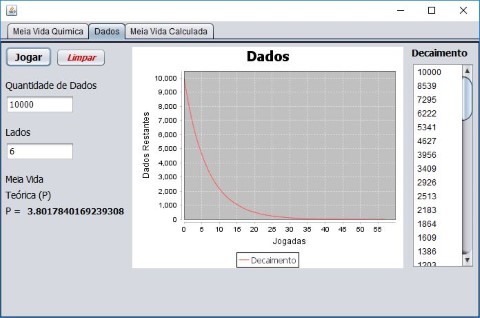 Meia Vida Quimica
Dados
Meia Vida Calculada
Jogar
Limpar
Quantidade de Dados
10000
Lados
6
Meia Vida
Teórica (P)
P = 3.8017840169239308
Dados
Dados Restantes
10,000
9,000
8,000
7,000
6,000
5,000
4,000
3,000
2,000
1,000
0
0 5 10 15 20 25 30 35 40 45 50 55
Jogadas
Decaimento
Decaimento
10000
8539
7295
6222
5341
4627
3956
3409
2926
2513
2183
1864
1609
1386
1203